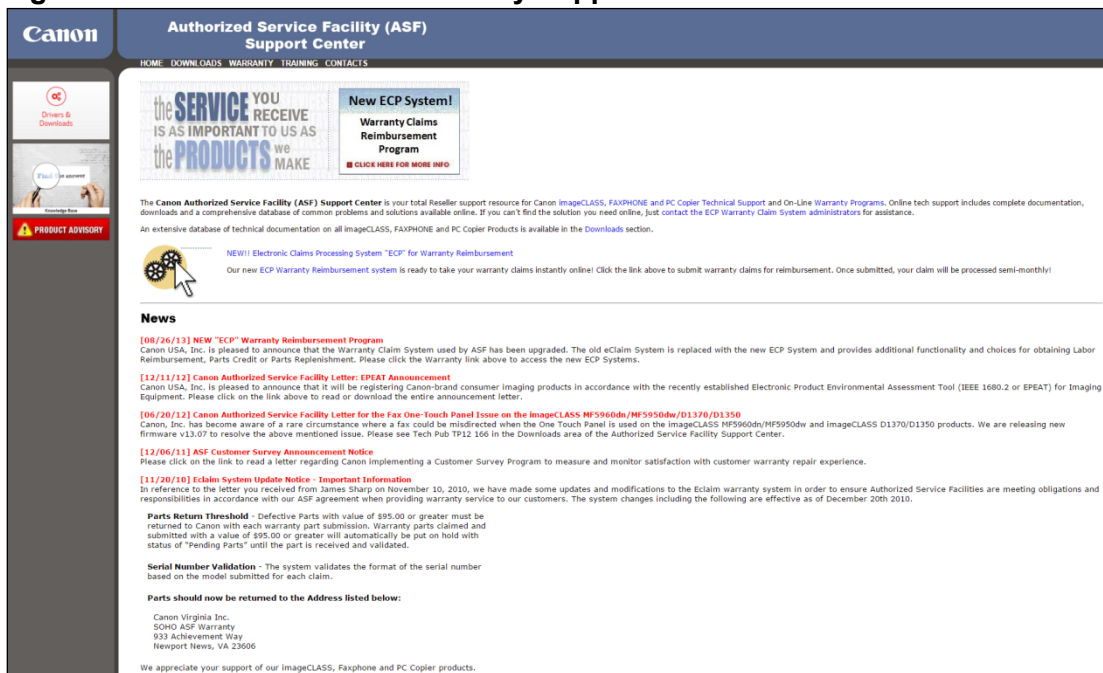 Canon
Authorized Service Facility (ASF)
Support Center
HOME DOWNLOADS WARRANTY TRAINING CONTACTS
Drivers &
Downloads
Find the answer
Knowledge Base
PRODUCT ADVISORY
the SERVICE YOU RECEIVE
IS AS IMPORTANT TO US AS
the PRODUCTS we MAKE
New ECP System!
Warranty Claims
Reimbursement
Program
CLICK HERE FOR MORE INFO
The Canon Authorized Service Facility (ASF) Support Center is your total Reseller support resource for Canon imageCLASS, FAXPHONE and PC Copier Technical Support and On-Line Warranty Programs. Online tech support includes complete documentation,
downloads and a comprehensive database of common problems and solutions available online. If you can't find the solution you need online, just contact the ECP Warranty Claim System administrators for assistance.
An extensive database of technical documentation on all imageCLASS, FAXPHONE and PC Copier Products is available in the Downloads section.
NEW!! Electronic Claims Processing System "ECP" for Warranty Reimbursement
Our new ECP Warranty Reimbursement system is ready to take your warranty claims instantly online! Click the link above to submit warranty claims for reimbursement. Once submitted, your claim will be processed semi-monthly!
News
[08/26/13] NEW "ECP" Warranty Reimbursement Program
Canon USA, Inc. is pleased to announce that the Warranty Claim System used by ASF has been upgraded. The old eClaim System is replaced with the new ECP System and provides additional functionality and choices for obtaining Labor
Reimbursement, Parts Credit or Parts Replenishment. Please click the Warranty link above to access the new ECP Systems.
[12/11/12] Canon Authorized Service Facility Letter: EPEAT Announcement
Canon USA, Inc. is pleased to announce that it will be registering Canon-brand consumer imaging products in accordance with the recently established Electronic Product Environmental Assessment Tool (IEEE 1680.2 or EPEAT) for Imaging
Equipment. Please click on the link above to read or download the entire announcement letter.
[06/20/12] Canon Authorized Service Facility Letter for the Fax One-Touch Panel Issue on the imageCLASS MF5960dn/MF5950dw/D1370/D1350
Canon, Inc. has become aware of a rare circumstance where a fax could be misdirected when the One Touch Panel is used on the imageCLASS MF5960dn/MF5950dw and imageCLASS D1370/D1350 products. We are releasing new
firmware v13.07 to resolve the above mentioned issue. Please see Tech Pub TP12 166 in the Downloads area of the Authorized Service Facility Support Center.
[12/06/11] ASF Customer Survey Announcement Notice
Please click on the link to read a letter regarding Canon implementing a Customer Survey Program to measure and monitor satisfaction with customer warranty repair experience.
[11/20/10] Eclaim System Update Notice - Important Information
In reference to the letter you received from James Sharp on November 10, 2010, we have made some updates and modifications to the Eclaim warranty system in order to ensure Authorized Service Facilities are meeting obligations and
responsibilities in accordance with our ASF agreement when providing warranty service to our customers. The system changes including the following are effective as of December 20th 2010.
Parts Return Threshold - Defective Parts with value of $95.00 or greater must be
returned to Canon with each warranty part submission. Warranty parts claimed and
submitted with a value of $95.00 or greater will automatically be put on hold with
status of "Pending Parts" until the part is received and validated.
Serial Number Validation - The system validates the format of the serial number
based on the model submitted for each claim.
Parts should now be returned to the Address listed below:
Canon Virginia Inc.
SOHO ASF Warranty
933 Achievement Way
Newport News, VA 23606
We appreciate your support of our imageCLASS, Faxphone and PC Copier products.